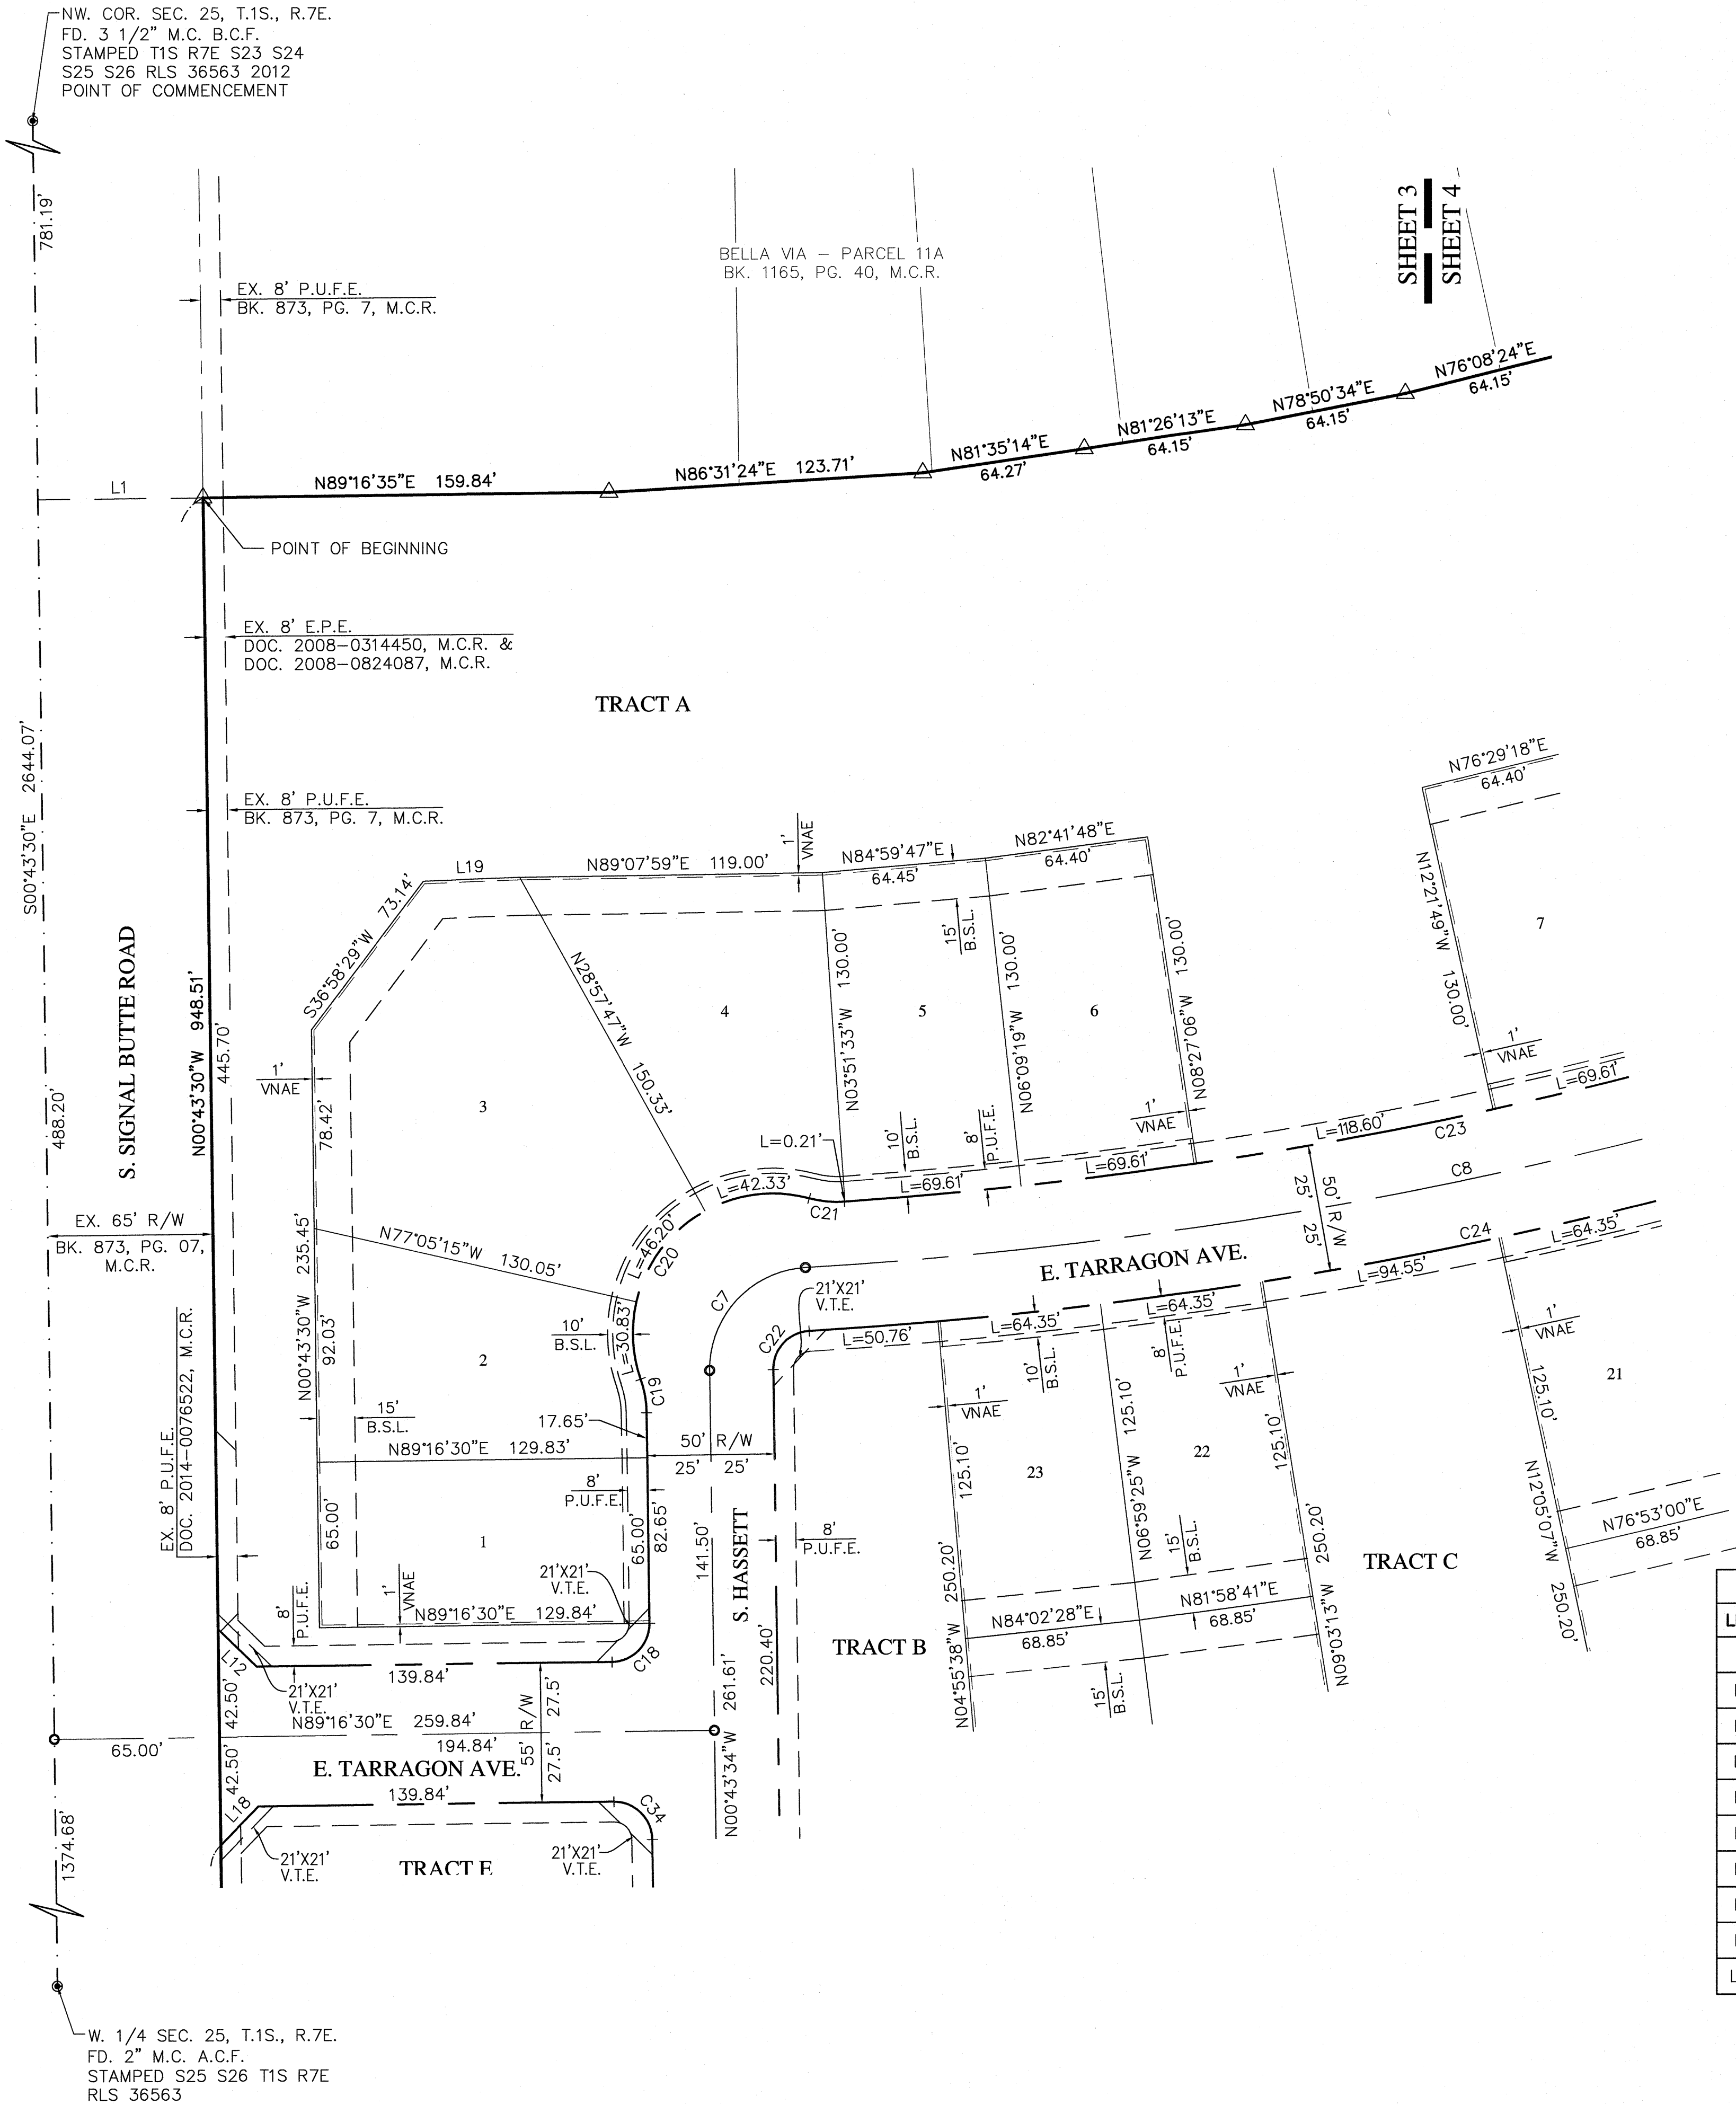 NW. COR. SEC. 25, T.1S., R.7E.
FD. 3 1/2" M.C. B.C.F.
STAMPED T1S R7E S23 S24
S25 S26 RLS 36563 2012
POINT OF COMMENCEMENT
781.19'
SHEET 3
SHEET 4
BELLA VIA – PARCEL 11A
BK. 1165, PG. 40, M.C.R.
EX. 8' P.U.F.E.
BK. 873, PG. 7, M.C.R.
N76°08'24"E
64.15'
N78°50'34"E
64.15'
N81°26'13"E
64.15'
N81°35'14"E
64.27'
N86°31'24"E 123.71'
N89°16'35"E 159.84'
L1
POINT OF BEGINNING
EX. 8' E.P.E.
DOC. 2008–0314450, M.C.R. &
DOC. 2008–0824087, M.C.R.
TRACT A
S00°43'30"E 2644.07'
EX. 8' P.U.F.E.
BK. 873, PG. 7, M.C.R.
N76°29'18"E
64.40'
1'
VNAE
N82°41'48"E
64.40'
N84°59'47"E
64.45'
N89°07'59"E 119.00'
L19
S36°58'29"W 73.14'
15'
B.S.L.
N12°21'49"W 130.00'
7
S. SIGNAL BUTTE ROAD
N00°43'30"W 948.51'
445.70'
488.20'
N28°57'47"W 150.33'
4
N03°51'33"W 130.00'
5
N06°09'19"W 130.00'
6
N08°27'06"W 130.00'
1'
VNAE
1'
VNAE
78.42'
3
L=0.21'
10'
B.S.L.
8'
P.U.F.E.
1'
VNAE
L=69.61'
L=118.60'
C23
L=69.61'
L=69.61'
L=42.33'
C21
C8
50' R/W
25' 25'
EX. 65' R/W
BK. 873, PG. 07,
M.C.R.
N00°43'30"W 235.45'
N77°05'15"W 130.05'
L=46.20'
C20
E. TARRAGON AVE.
C24
L=64.35'
L=94.55'
C7
21'X21'
V.T.E.
L=64.35'
L=64.35'
L=50.76'
C22
10'
B.S.L.
L=30.83'
EX. 8' P.U.F.E.
DOC. 2014–0076522, M.C.R.
92.03'
2
C19
10'
B.S.L.
8'
P.U.F.E.
1'
VNAE
1'
VNAE
1'
VNAE
125.10'
21
15'
B.S.L.
17.65'
N89°16'30"E 129.83'
50' R/W
25' 25'
125.10'
23
N06°59'25"W 125.10'
22
125.10'
8'
P.U.F.E.
65.00'
1
65.00'
82.65'
141.50'
S. HASSETT
8'
P.U.F.E.
15'
B.S.L.
N12°05'07"W 250.20'
N76°53'00"E
68.85'
TRACT C
21'X21'
V.T.E.
1'
VNAE
8'
P.U.F.E.
N89°16'30"E 129.84'
N04°55'38"W 250.20'
N84°02'28"W
68.85'
N81°58'41"E
68.85'
N09°03'13"W 250.20'
15'
B.S.L.
TRACT B
L12
139.84'
C18
220.40'
N00°43'34"W 261.61'
21'X21'
V.T.E.
42.50'
N89°16'30"E 259.84'
194.84'
55' R/W
27.5'
27.5'
65.00'
42.50'
E. TARRAGON AVE.
139.84'
L18
C34
1374.68'
21'X21'
V.T.E.
TRACT E
21'X21'
V.T.E.
W. 1/4 SEC. 25, T.1S., R.7E.
FD. 2" M.C. A.C.F.
STAMPED S25 S26 T1S R7E
RLS 36563